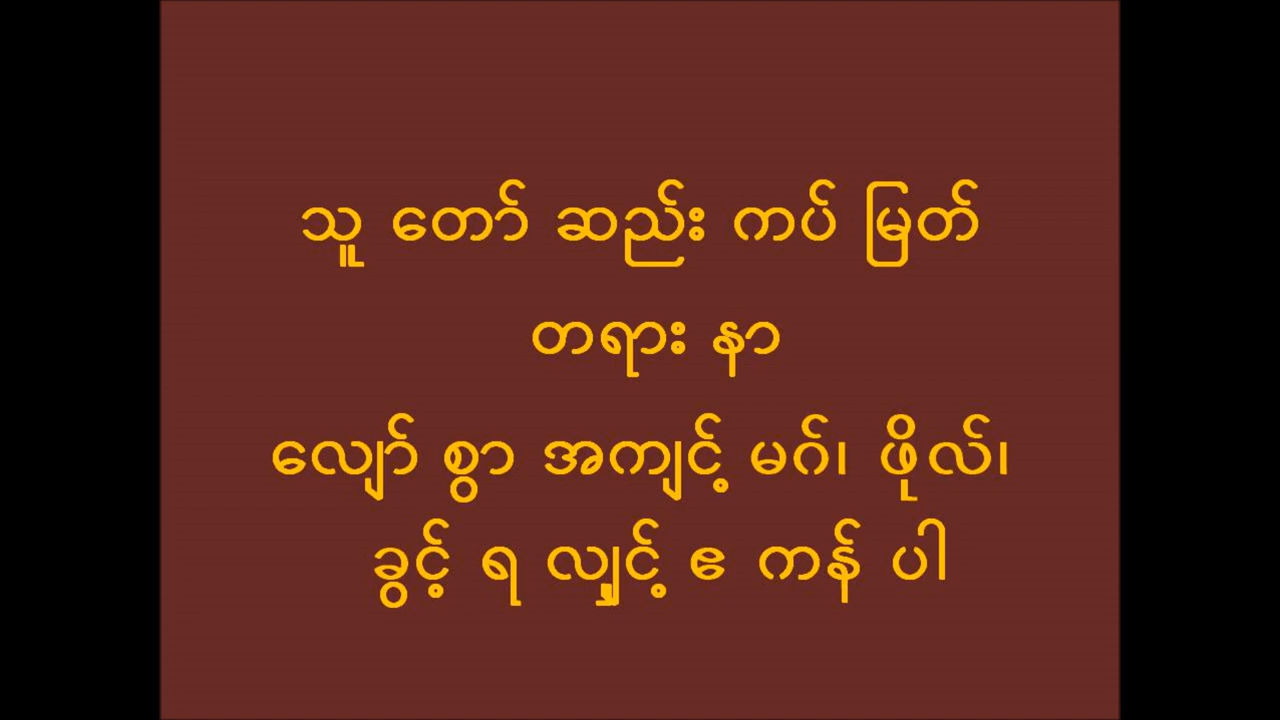 သူ တော် ဆည်း ကပ် မြတ်
တရား နာ
လျော် စွာ အကျင့် မဂ်၊ ဖိုလ်၊
ခွင့် ရ လျှင့် ဧ ကန် ပါ